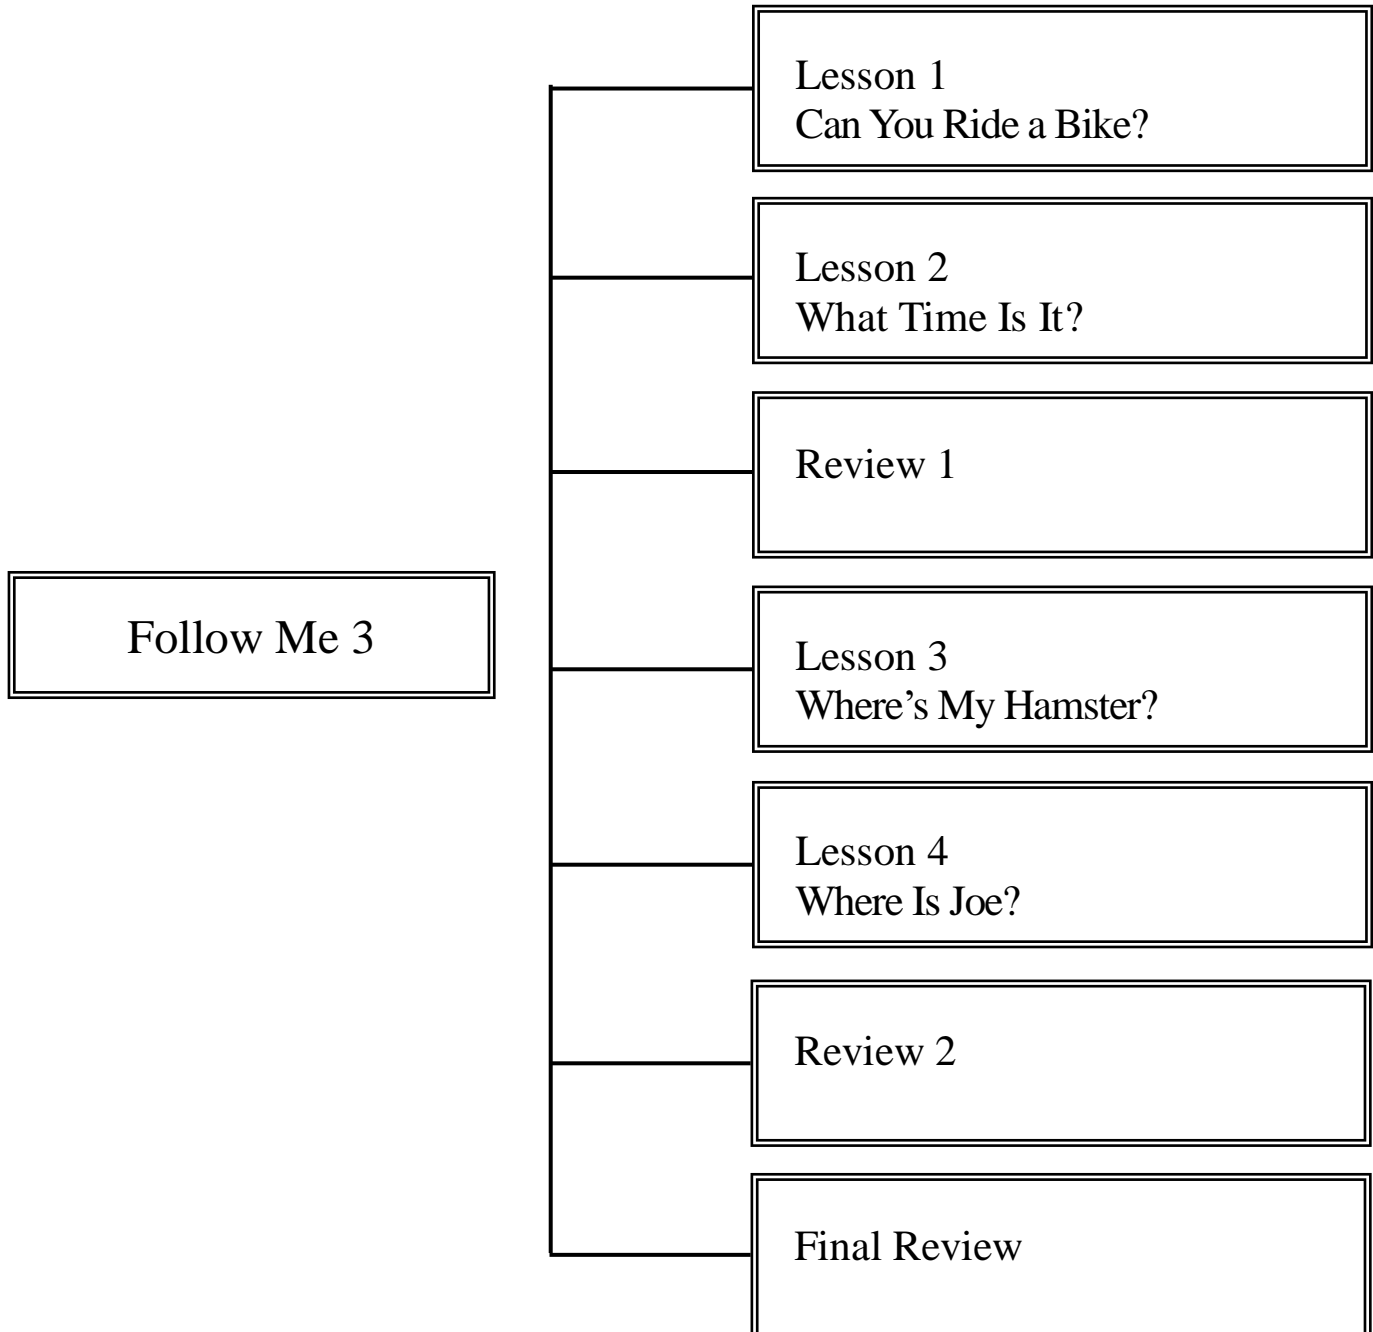 Follow Me 3
Lesson 1
Can You Ride a Bike?
Lesson 2
What Time Is It?
Review 1
Lesson 3
Where’s My Hamster?
Lesson 4
Where Is Joe?
Review 2
Final Review